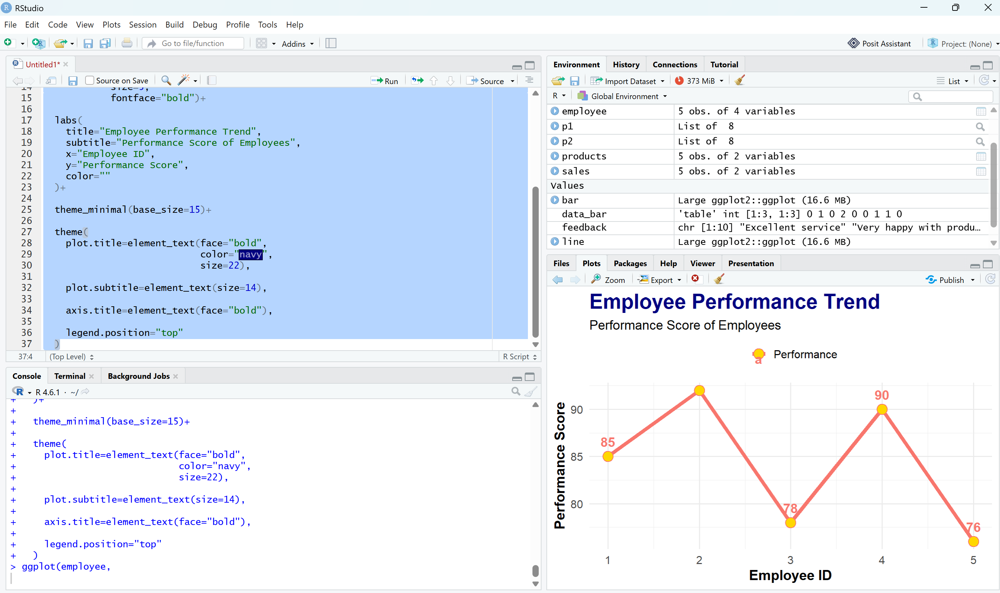 RStudio
File Edit Code View Plots Session Build Debug Profile Tools Help
Go to file/function Addins Posit Assistant Project: (None)
Untitled1*
Source on Save Run Source
15 fontface="bold")+
16
17 labs(
18 title="Employee Performance Trend",
19 subtitle="Performance Score of Employees",
20 x="Employee ID",
21 y="Performance Score",
22 color=""
23 )+
24
25 theme_minimal(base_size=15)+
26
27 theme(
28 plot.title=element_text(face="bold",
29 color="navy",
30 size=22),
31
32 plot.subtitle=element_text(size=14),
33
34 axis.title=element_text(face="bold"),
35
36 legend.position="top"
37 )
37:4 (Top Level) R Script
Console Terminal Background Jobs
R 4.6.1 · ~/
+ )+
+
+ theme_minimal(base_size=15)+
+
+ theme(
+ plot.title=element_text(face="bold",
+ color="navy",
+ size=22),
+
+ plot.subtitle=element_text(size=14),
+
+ axis.title=element_text(face="bold"),
+
+ legend.position="top"
+ )
> ggplot(employee,
Environment History Connections Tutorial
Import Dataset 373 MiB List
R Global Environment
employee 5 obs. of 4 variables
p1 List of 8
p2 List of 8
products 5 obs. of 2 variables
sales 5 obs. of 2 variables
Values
bar Large ggplot2::ggplot (16.6 MB)
data_bar 'table' int [1:3, 1:3] 0 1 0 2 0 0 1 1 0
feedback chr [1:10] "Excellent service" "Very happy with produ...
line Large ggplot2::ggplot (16.6 MB)
Files Plots Packages Help Viewer Presentation
Zoom Export Publish
Employee Performance Trend
Performance Score of Employees
a Performance
Performance Score
90
85
80
85
78
90
76
1 2 3 4 5
Employee ID